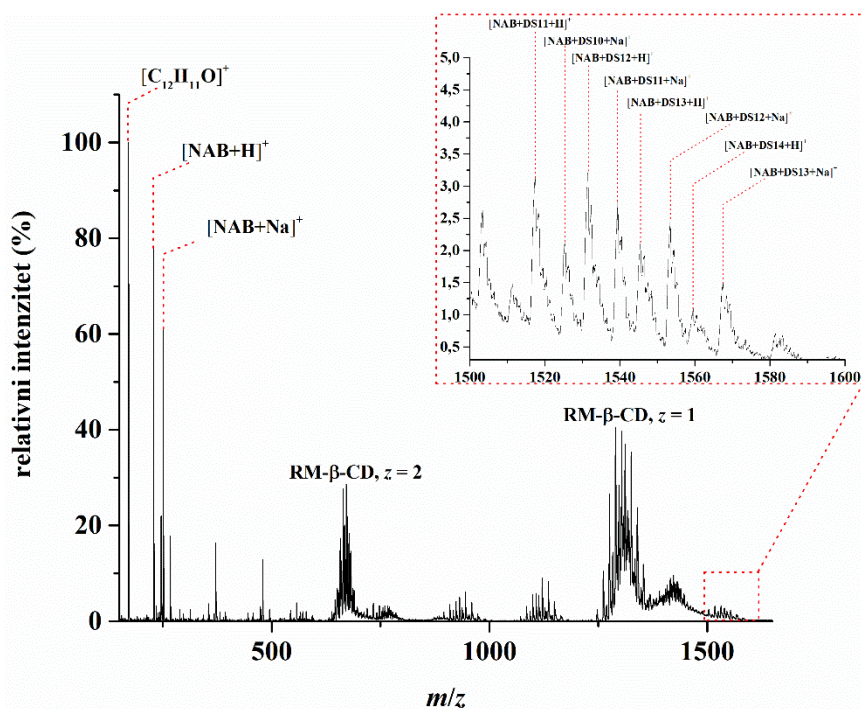 [NAB+DS11+H]⁺
[NAB+DS10+Na]⁺
[NAB+DS12+H]⁺
[NAB+DS11+Na]⁺
[NAB+DS13+H]⁺
[NAB+DS12+Na]⁺
[NAB+DS14+H]⁺
[NAB+DS13+Na]⁺
5,0
4,5
4,0
3,5
3,0
2,5
2,0
1,5
1,0
0,5
1500 1520 1540 1560 1580 1600
[C₁₂H₁₁O]⁺
[NAB+H]⁺
[NAB+Na]⁺
RM-β-CD, z = 2
RM-β-CD, z = 1
relativni intenzitet (%)
100
80
60
40
20
0
500 1000 1500
m/z